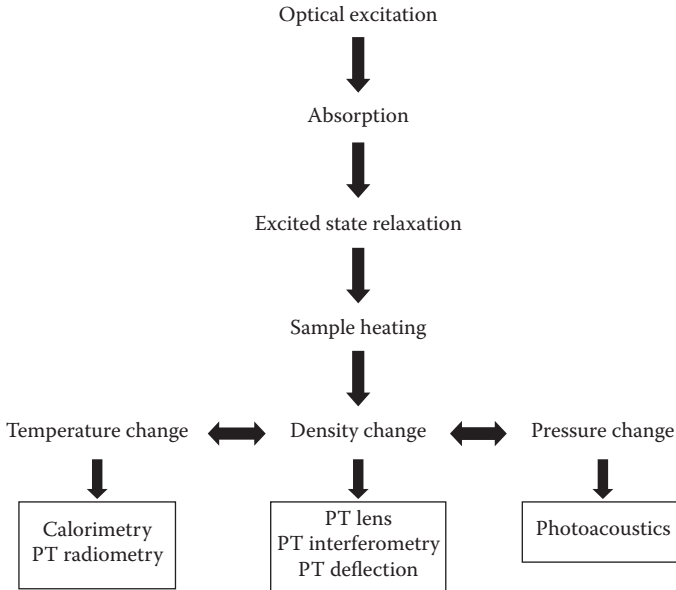 Optical excitation
Absorption
Excited state relaxation
Sample heating
Temperature change
Density change
Pressure change
Calorimetry
PT radiometry
PT lens
PT interferometry
PT deflection
Photoacoustics